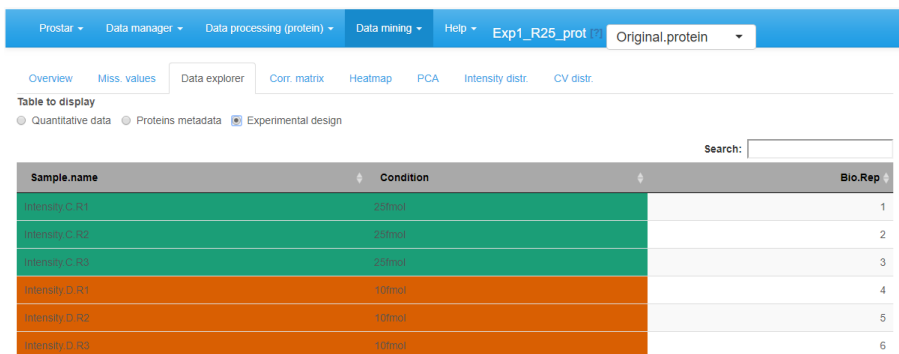 Prostar Data manager Data processing (protein) Data mining Help Exp1_R25_prot [?] Original.protein
Overview Miss. values Data explorer Corr. matrix Heatmap PCA Intensity distr. CV distr.
Table to display
Quantitative data Proteins metadata Experimental design
Search:
Sample.name Condition Bio.Rep
Intensity.C.R1 25fmol 1
Intensity.C.R2 25fmol 2
Intensity.C.R3 25fmol 3
Intensity.D.R1 10fmol 4
Intensity.D.R2 10fmol 5
Intensity.D.R3 10fmol 6